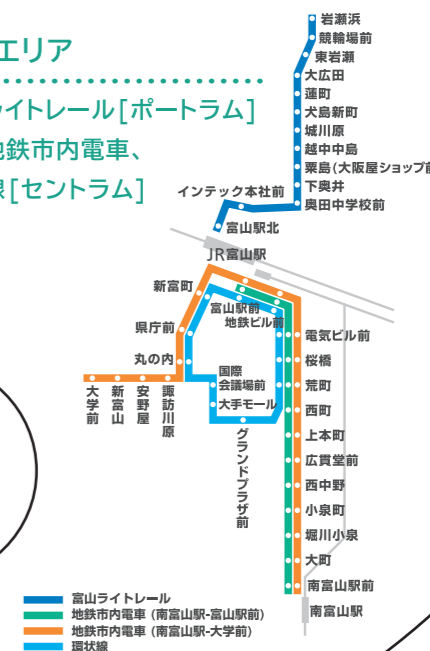 エリア
イトレール[ポートラム]
鉄市内電車、
[セントラム]
岩瀬浜
競輪場前
東岩瀬
大広田
蓮町
犬島新町
城川原
越中中島
粟島(大阪屋ショップ前
下奥井
奥田中学校前
インテック本社前
富山駅北
JR富山駅
新富町
富山駅前
地鉄ビル前
県庁前
電気ビル前
丸の内
桜橋
国際
会議場前
荒町
大手モール
西町
大学前
新富山
安野屋
諏訪川原
グランドプラザ前
上本町
広貫堂前
西中野
小泉町
堀川小泉
大町
南富山駅前
南富山駅
富山ライトレール
地鉄市内電車 (南富山駅-富山駅前)
地鉄市内電車 (南富山駅-大学前)
環状線